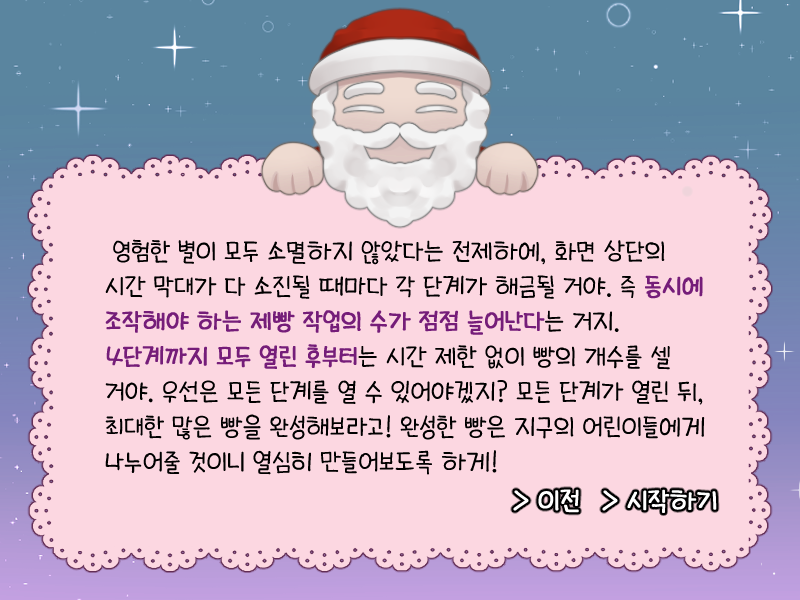 영험한 별이 모두 소멸하지 않았다는 전제하에, 화면 상단의
시간 막대가 다 소진될 때마다 각 단계가 해금될 거야. 즉 동시에
조작해야 하는 제빵 작업의 수가 점점 늘어난다는 거지.
4단계까지 모두 열린 후부터는 시간 제한 없이 빵의 개수를 셀
거야. 우선은 모든 단계를 열 수 있어야겠지? 모든 단계가 열린 뒤,
최대한 많은 빵을 완성해보라고! 완성한 빵은 지구의 어린이들에게
나누어줄 것이니 열심히 만들어보도록 하게!
> 이전 > 시작하기